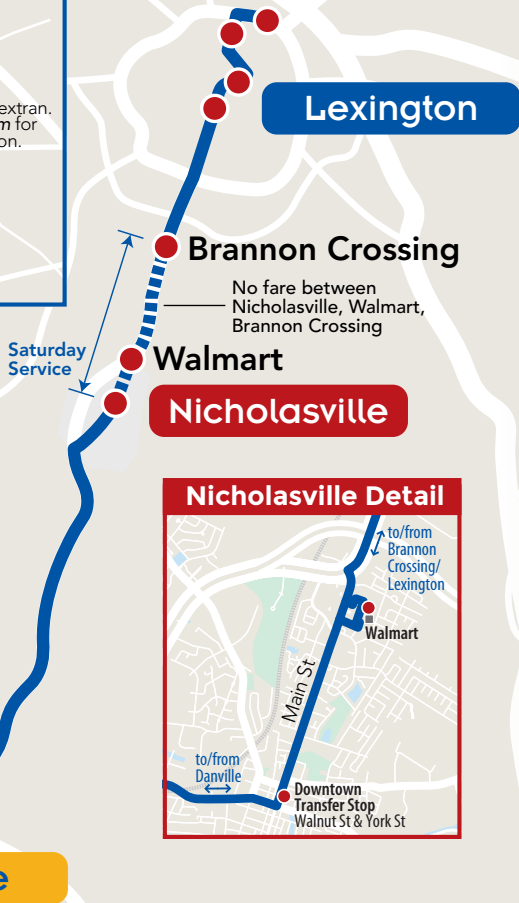 extran.
m for
on.
Lexington
Brannon Crossing
No fare between
Nicholasville, Walmart,
Brannon Crossing
Saturday
Service
Walmart
Nicholasville
Nicholasville Detail
to/from
Brannon
Crossing/
Lexington
Walmart
Main St
to/from
Danville
Downtown
Transfer Stop
Walnut St & York St
e